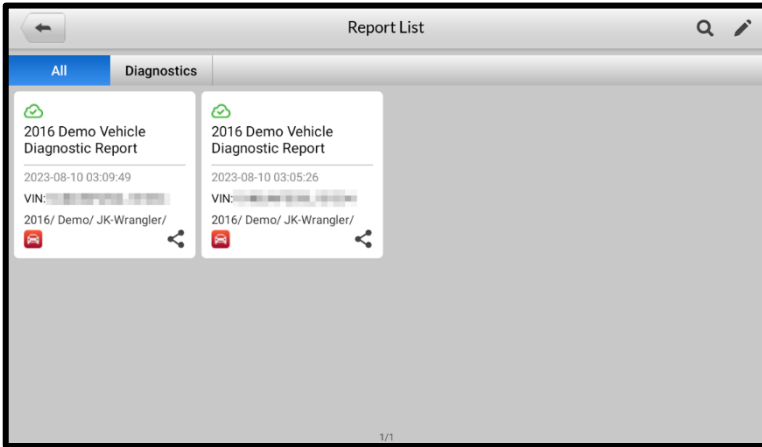 Report List
All
Diagnostics
2016 Demo Vehicle
Diagnostic Report
2023-08-10 03:09:49
VIN:
2016/ Demo/ JK-Wrangler/
2016 Demo Vehicle
Diagnostic Report
2023-08-10 03:05:26
VIN:
2016/ Demo/ JK-Wrangler/
1/1